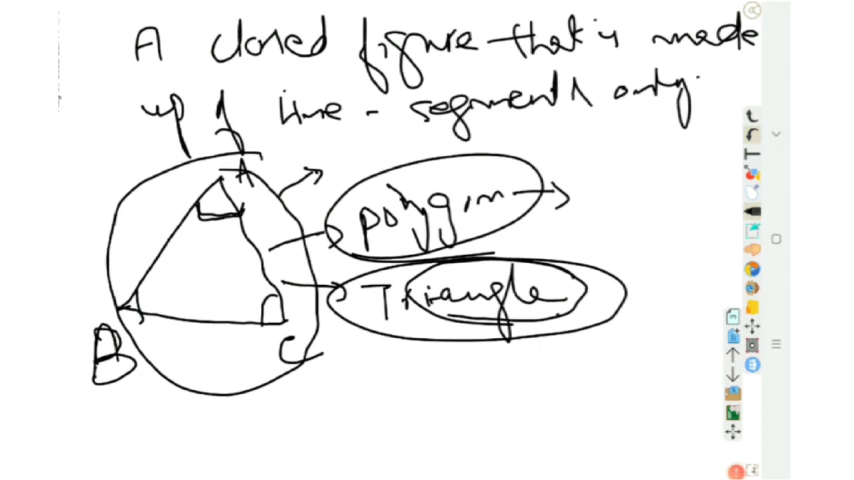 A closed figure that is made
up of line - segments only.
A
polygon
Triangle
B
C